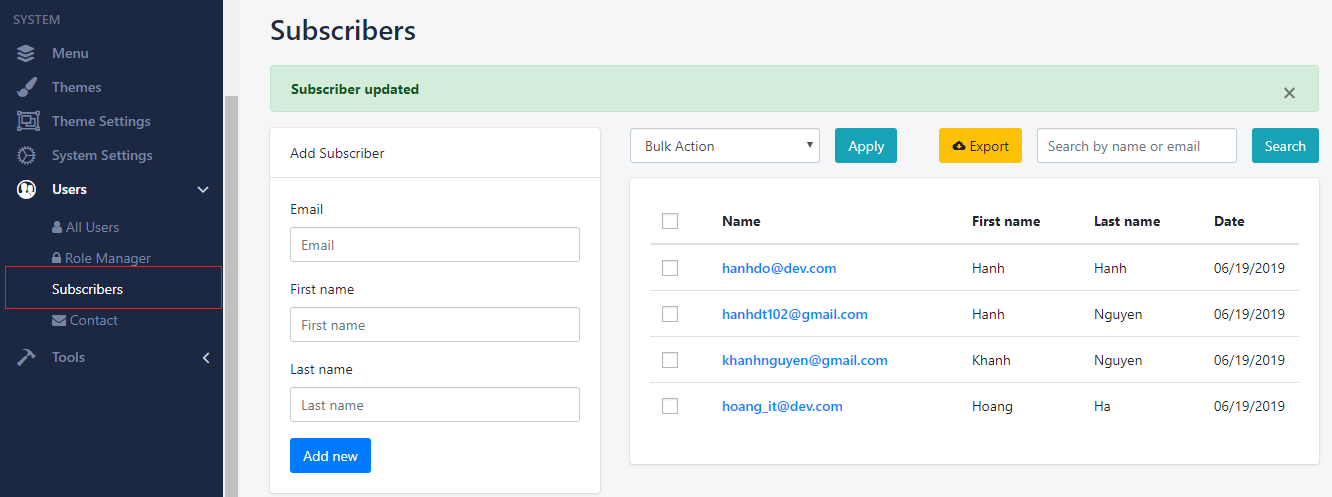 SYSTEM
Menu
Themes
Theme Settings
System Settings
Users
All Users
Role Manager
Subscribers
Contact
Tools
Subscribers
Subscriber updated ×
Add Subscriber
Email
Email
First name
First name
Last name
Last name
Add new
Bulk Action Apply Export Search by name or email Search
Name First name Last name Date
hanhdo@dev.com Hanh Hanh 06/19/2019
hanhdt102@gmail.com Hanh Nguyen 06/19/2019
khanhnguyen@gmail.com Khanh Nguyen 06/19/2019
hoang_it@dev.com Hoang Ha 06/19/2019